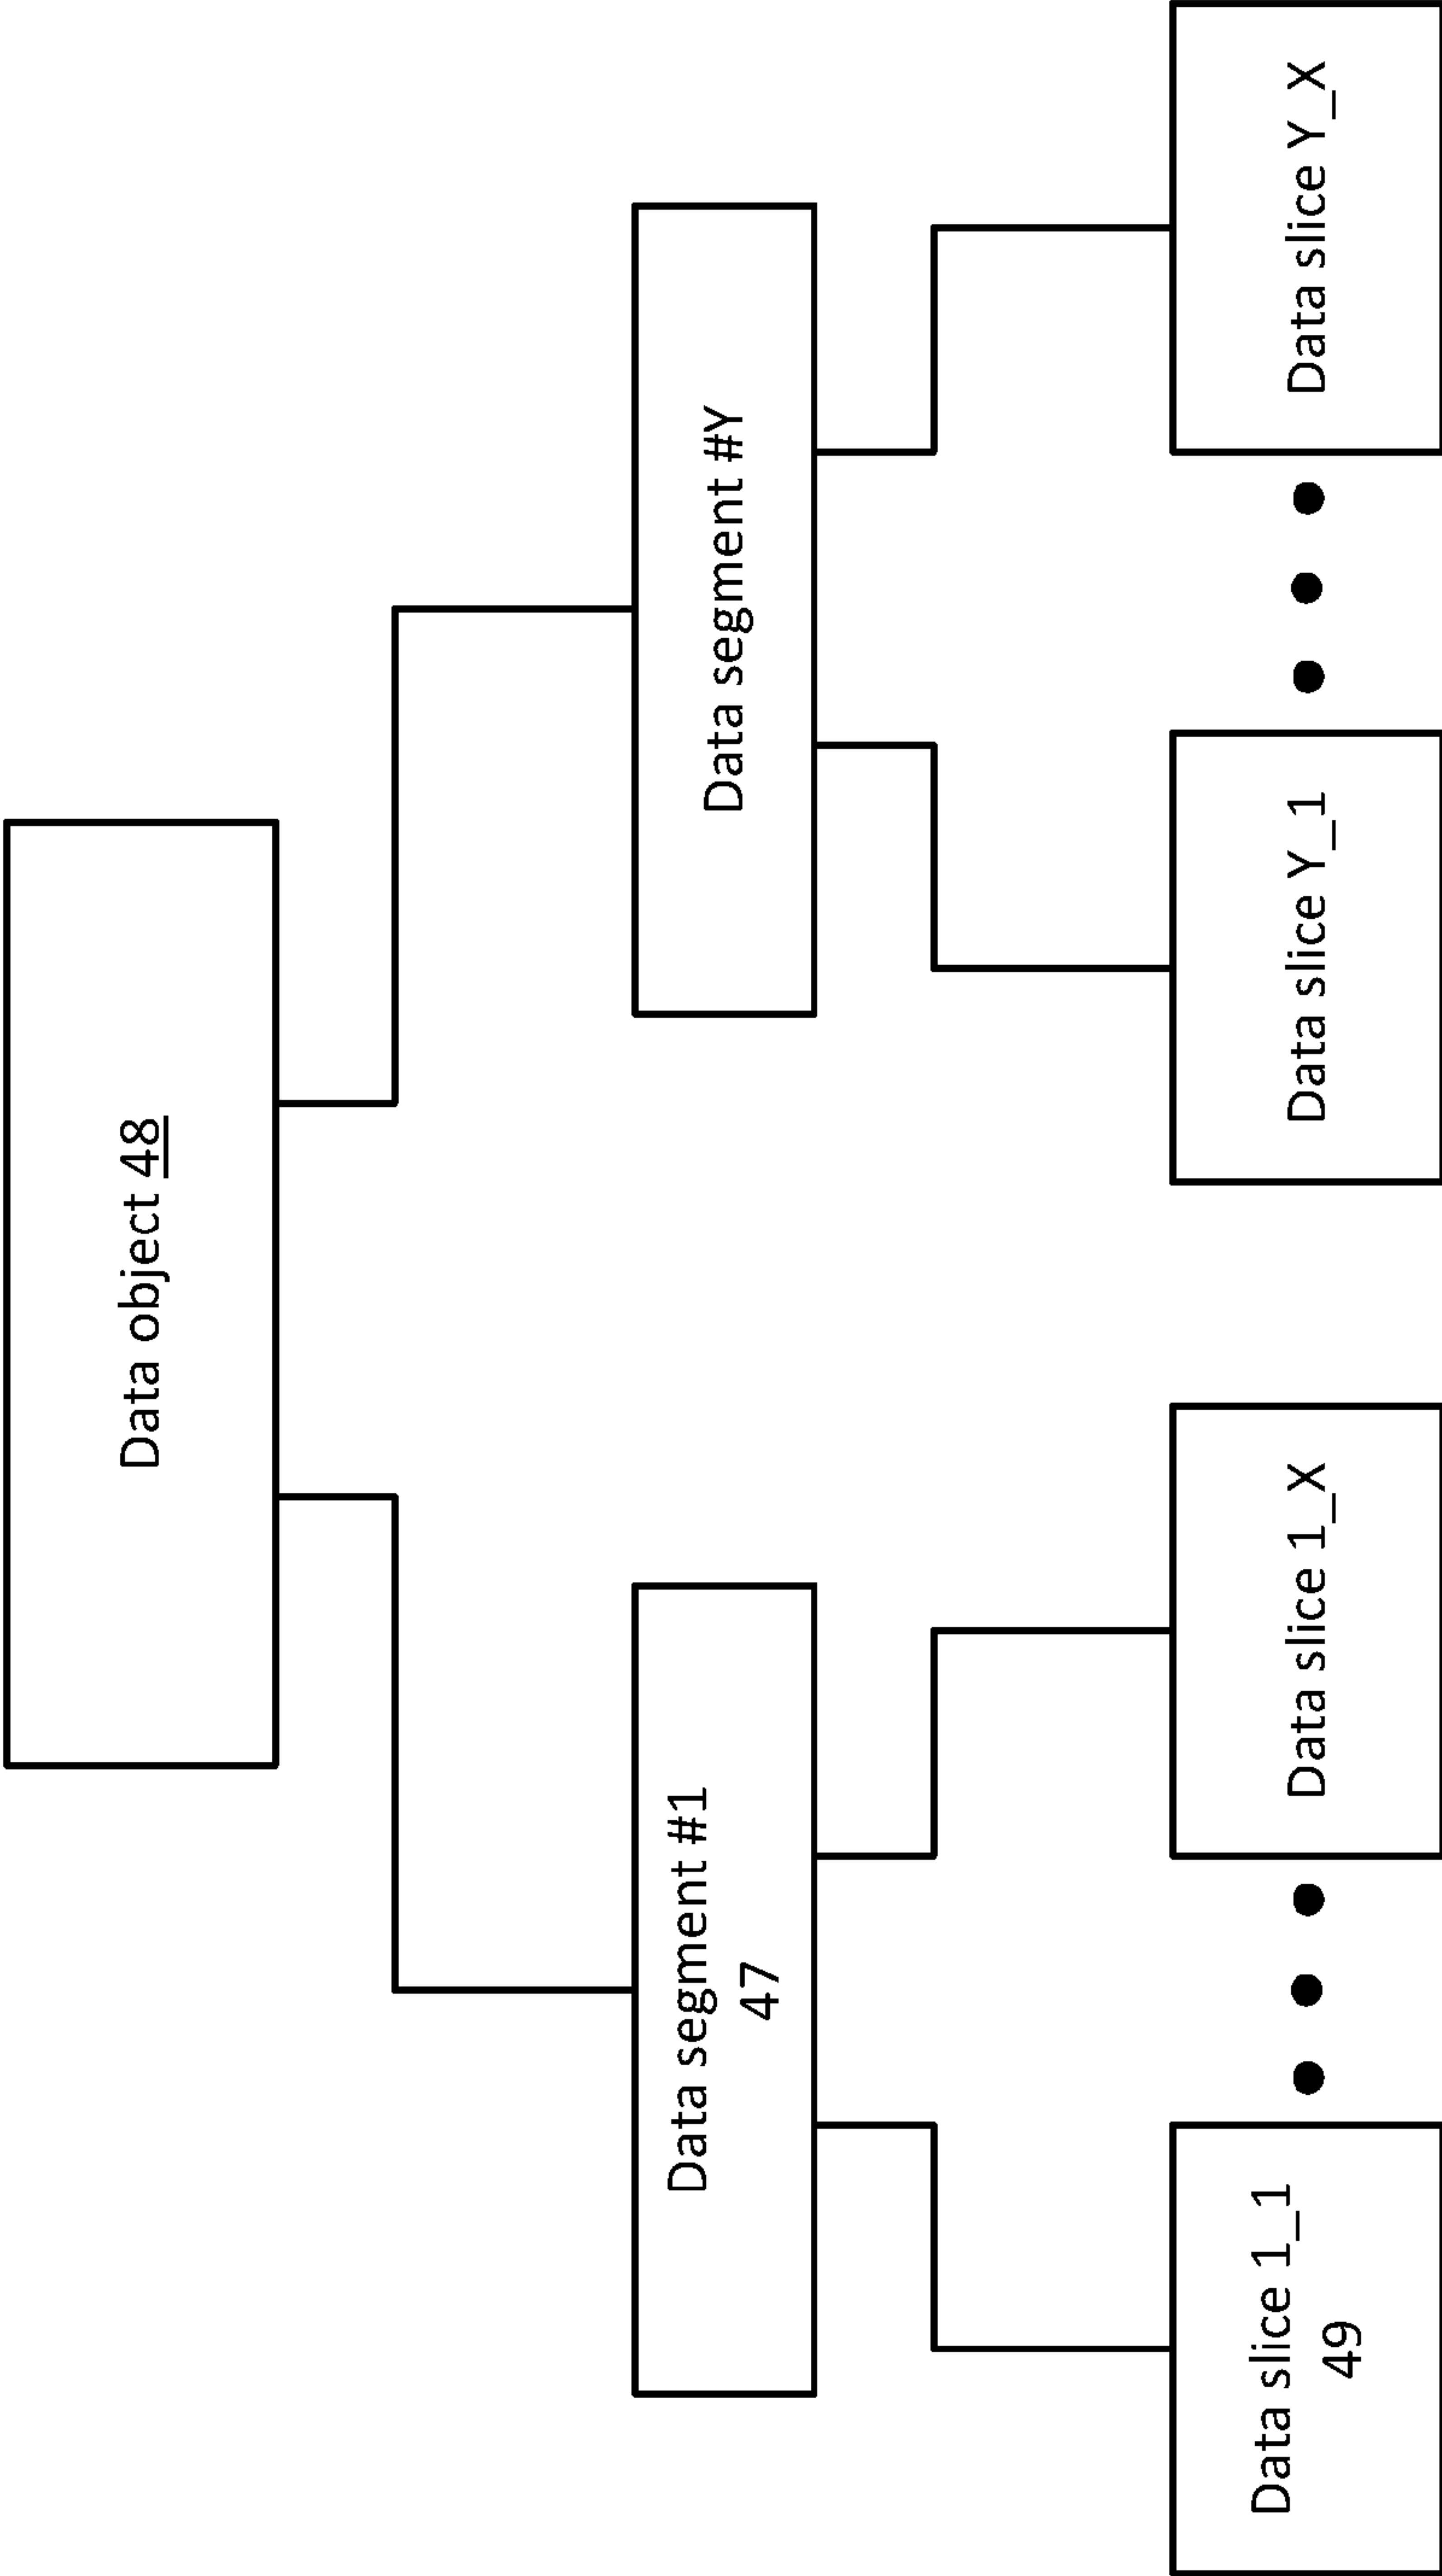 Data object 48
Data segment #1
47
Data segment #Y
Data slice 1_1
49
Data slice 1_X
Data slice Y_1
Data slice Y_X